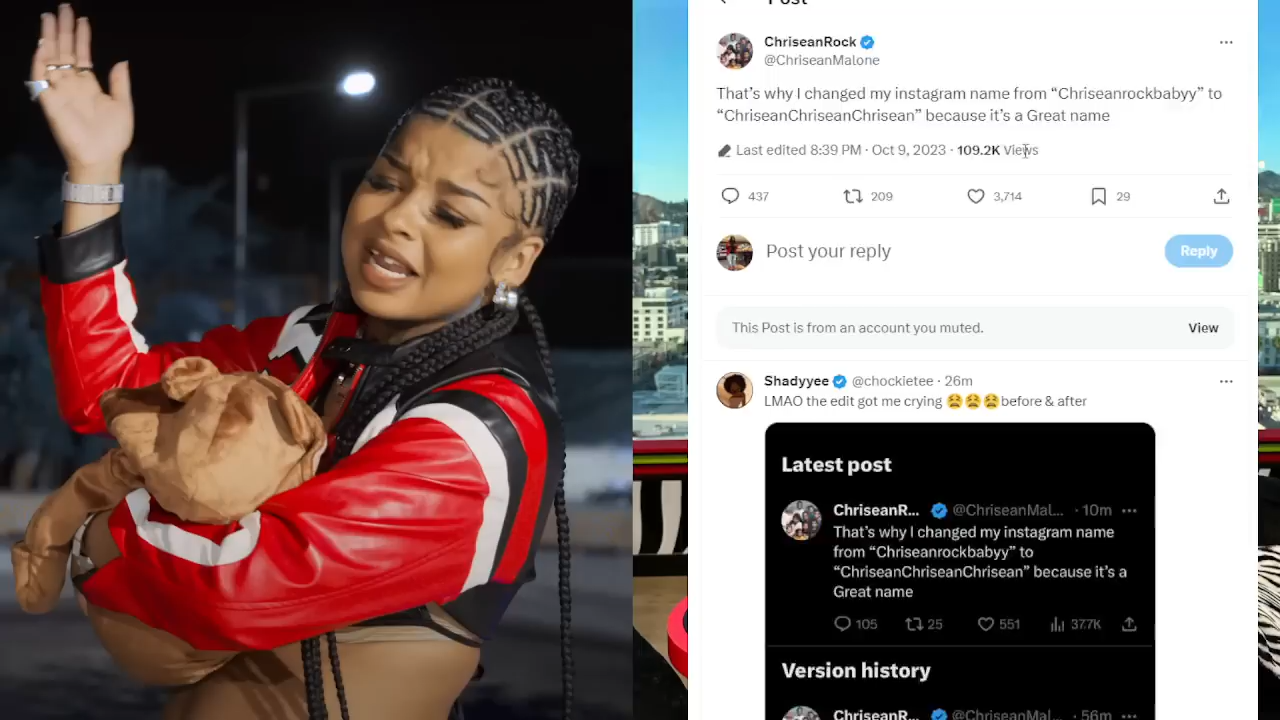 Post
ChriseanRock
@ChriseanMalone
That's why I changed my instagram name from “Chriseanrockbabyy” to
“ChriseanChriseanChrisean” because it's a Great name
Last edited 8:39 PM · Oct 9, 2023 · 109.2K Views
437 209 3,714 29
Post your reply
Reply
This Post is from an account you muted.
View
Shadyyee @chockietee · 26m
LMAO the edit got me crying 😫😫😫before & after
Latest post
ChriseanR... @ChriseanMal... · 10m
That's why I changed my instagram name
from “Chriseanrockbabyy” to
“ChriseanChriseanChrisean” because it's a
Great name
105 25 551 37.7K
Version history
ChriseanR... @ChriseanMal... · 56m